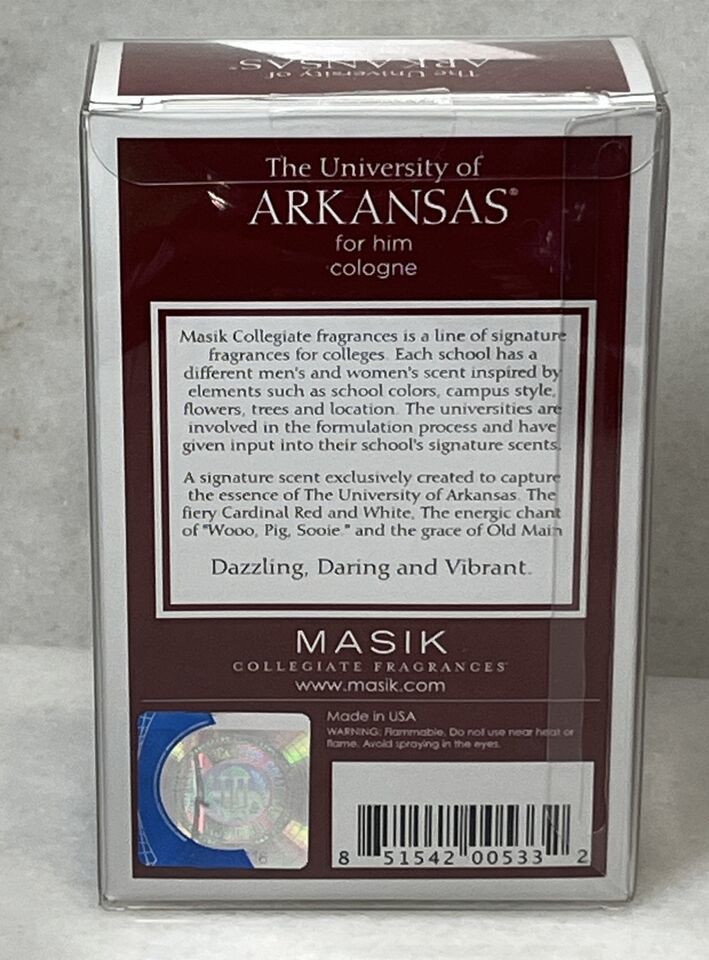 The University of
ARKANSAS
The University of
ARKANSAS®
for him
cologne
Masik Collegiate fragrances is a line of signature
fragrances for colleges. Each school has a
different men's and women's scent inspired by
elements such as school colors, campus style,
flowers, trees and location. The universities are
involved in the formulation process and have
given input into their school's signature scents.
A signature scent exclusively created to capture
the essence of The University of Arkansas. The
fiery Cardinal Red and White, The energic chant
of "Wooo, Pig, Sooie." and the grace of Old Main
Dazzling, Daring and Vibrant.
MASIK
COLLEGIATE FRAGRANCES
www.masik.com
Made in USA
WARNING: Flammable, Do not use near heat or
flame. Avoid spraying in the eyes.
8 51542 00533 2